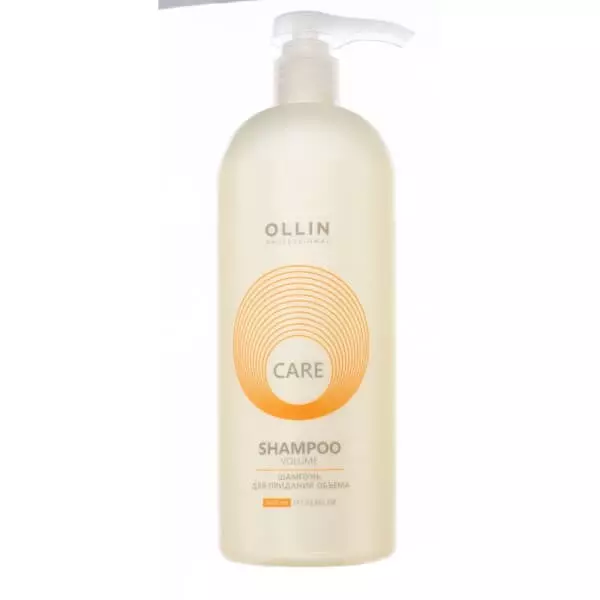 OLLIN
PROFESSIONAL
CARE
SHAMPOO
VOLUME
ШАМПУНЬ
ДЛЯ ПРИДАНИЯ ОБЪЕМА